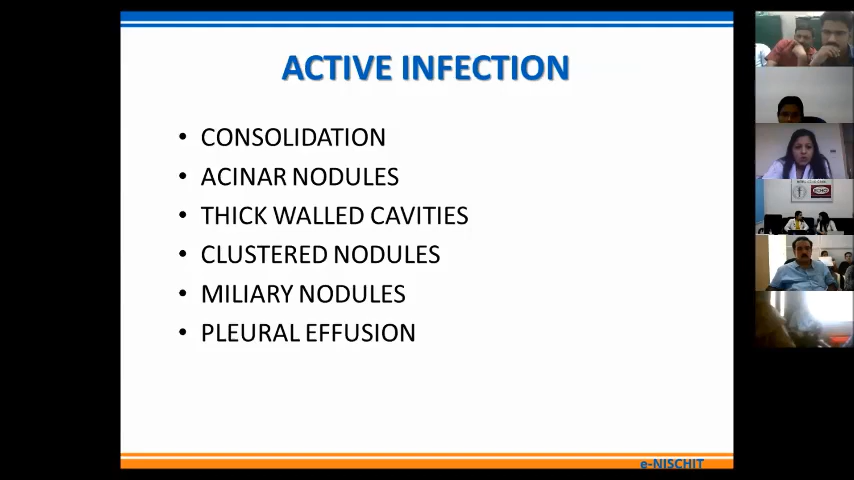 ACTIVE INFECTION
• CONSOLIDATION
• ACINAR NODULES
• THICK WALLED CAVITIES
• CLUSTERED NODULES
• MILIARY NODULES
• PLEURAL EFFUSION
e-NISCHIT